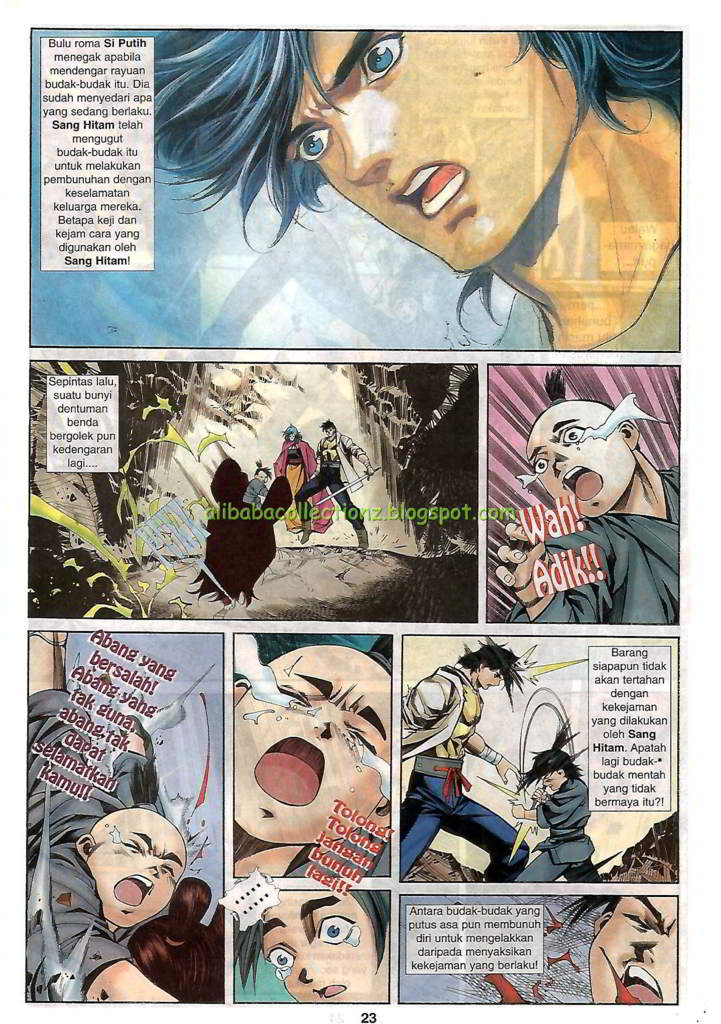 Bulu roma Si Putih
menegak apabila
mendengar rayuan
budak-budak itu. Dia
sudah menyedari apa
yang sedang berlaku.
Sang Hitam telah
mengugut
budak-budak itu
untuk melakukan
pembunuhan dengan
keselamatan
keluarga mereka.
Betapa keji dan
kejam cara yang
digunakan oleh
Sang Hitam!
Sepintas lalu,
suatu bunyi
dentuman
benda
bergolek pun
kedengaran
lagi....
alibabacollectionz.blogspot.com
Wah!
Adik!!
Abang yang
bersalah!
Abang yang
tak guna,
abang tak
dapat
selamatkan
kamu!!
Tolong!
Tolong
jangan
bunuh
lagi!!
......
Barang
siapapun tidak
akan tertahan
dengan
kekejaman
yang dilakukan
oleh Sang
Hitam. Apatah
lagi budak-
budak mentah
yang tidak
bermaya itu?!
Antara budak-budak yang
putus asa pun membunuh
diri untuk mengelakkan
daripada menyaksikan
kekejaman yang berlaku!
23